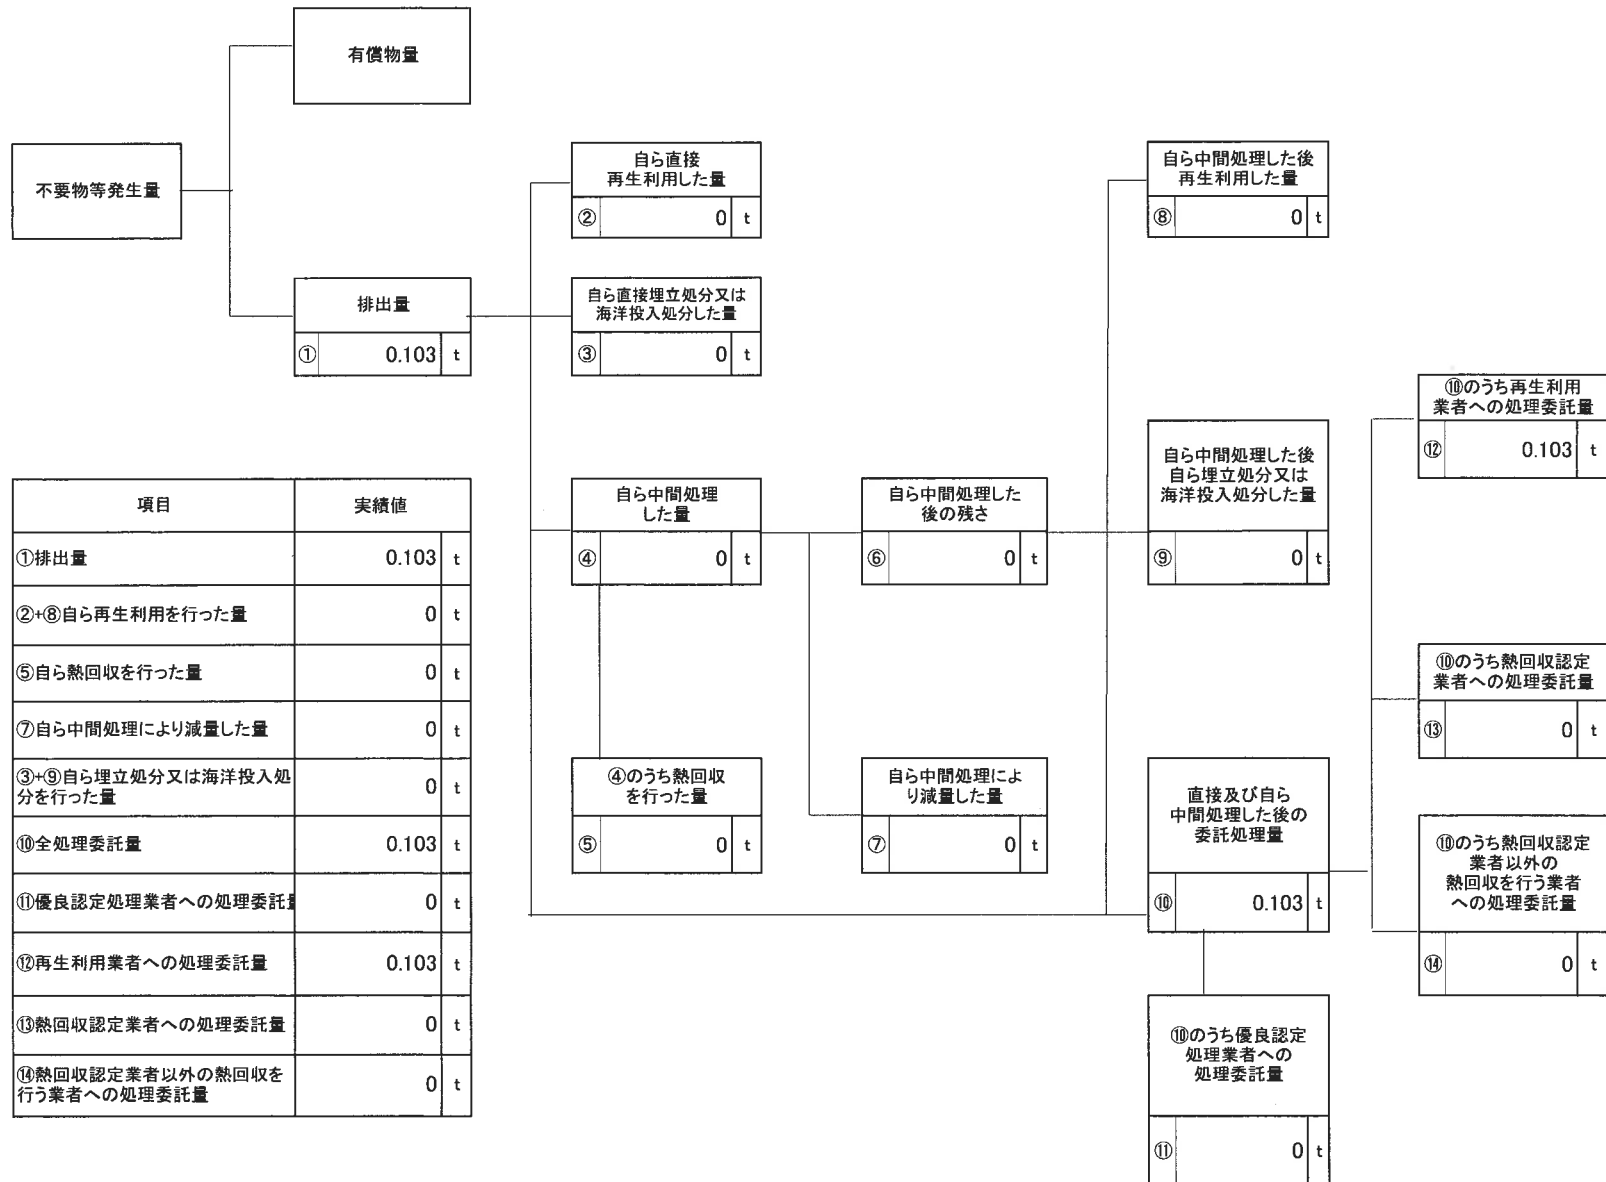 有償物量
不要物等発生量
排出量
① 0.103 t
自ら直接
再生利用した量
② 0 t
自ら直接埋立処分又は
海洋投入処分した量
③ 0 t
自ら中間処理
した量
④ 0 t
④のうち熱回収
を行った量
⑤ 0 t
自ら中間処理した
後の残さ
⑥ 0 t
自ら中間処理によ
り減量した量
⑦ 0 t
自ら中間処理した後
再生利用した量
⑧ 0 t
自ら中間処理した後
自ら埋立処分又は
海洋投入処分した量
⑨ 0 t
直接及び自ら
中間処理した後の
委託処理量
⑩ 0.103 t
⑩のうち優良認定
処理業者への
処理委託量
⑪ 0 t
⑩のうち再生利用
業者への処理委託量
⑫ 0.103 t
⑩のうち熱回収認定
業者への処理委託量
⑬ 0 t
⑩のうち熱回収認定
業者以外の
熱回収を行う業者
への処理委託量
⑭ 0 t
項目 実績値
①排出量 0.103 t
②+⑧自ら再生利用を行った量 0 t
⑤自ら熱回収を行った量 0 t
⑦自ら中間処理により減量した量 0 t
③+⑨自ら埋立処分又は海洋投入処
分を行った量 0 t
⑩全処理委託量 0.103 t
⑪優良認定処理業者への処理委託量 0 t
⑫再生利用業者への処理委託量 0.103 t
⑬熱回収認定業者への処理委託量 0 t
⑭熱回収認定業者以外の熱回収を
行う業者への処理委託量 0 t